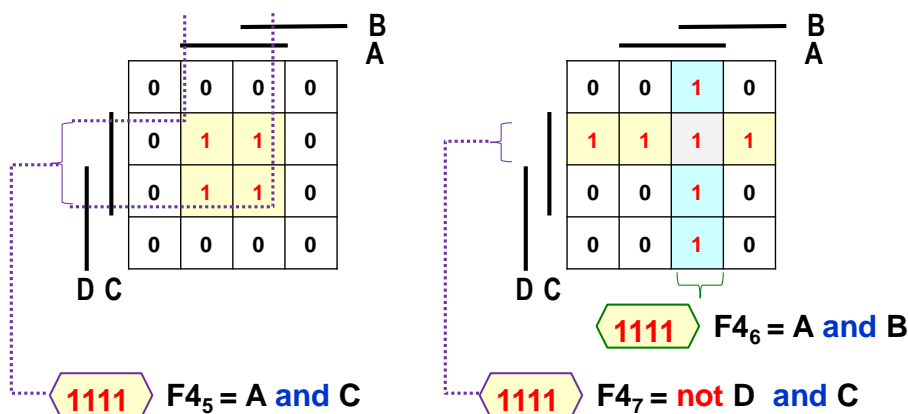 B
A
0 0 0 0
0 1 1 0
0 1 1 0
0 0 0 0
D C
1111 F4₅ = A and C
B
A
0 0 1 0
1 1 1 1
0 0 1 0
0 0 1 0
D C
1111 F4₆ = A and B
1111 F4₇ = not D and C